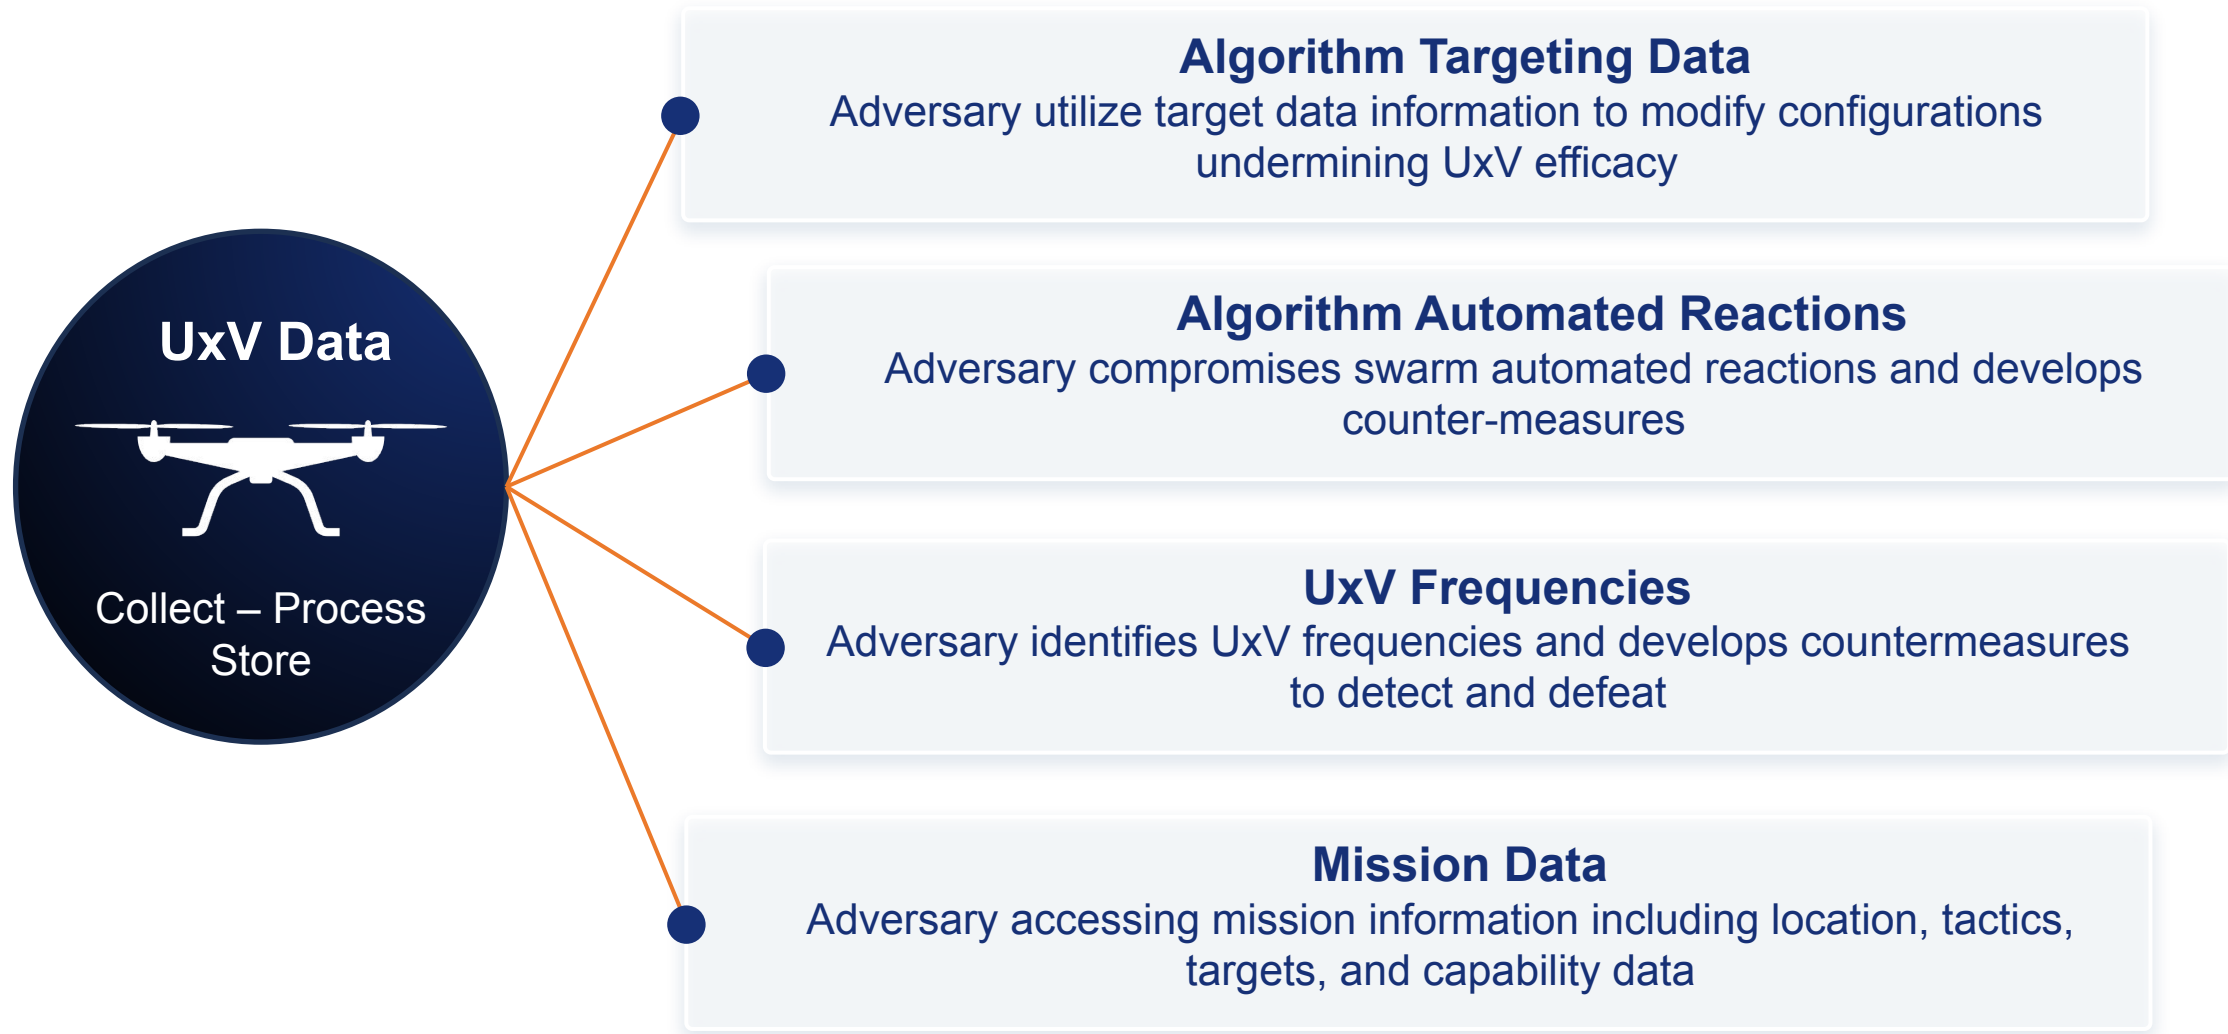 UxV Data
Collect – Process
Store
Algorithm Targeting Data
Adversary utilize target data information to modify configurations
undermining UxV efficacy
Algorithm Automated Reactions
Adversary compromises swarm automated reactions and develops
counter-measures
UxV Frequencies
Adversary identifies UxV frequencies and develops countermeasures
to detect and defeat
Mission Data
Adversary accessing mission information including location, tactics,
targets, and capability data